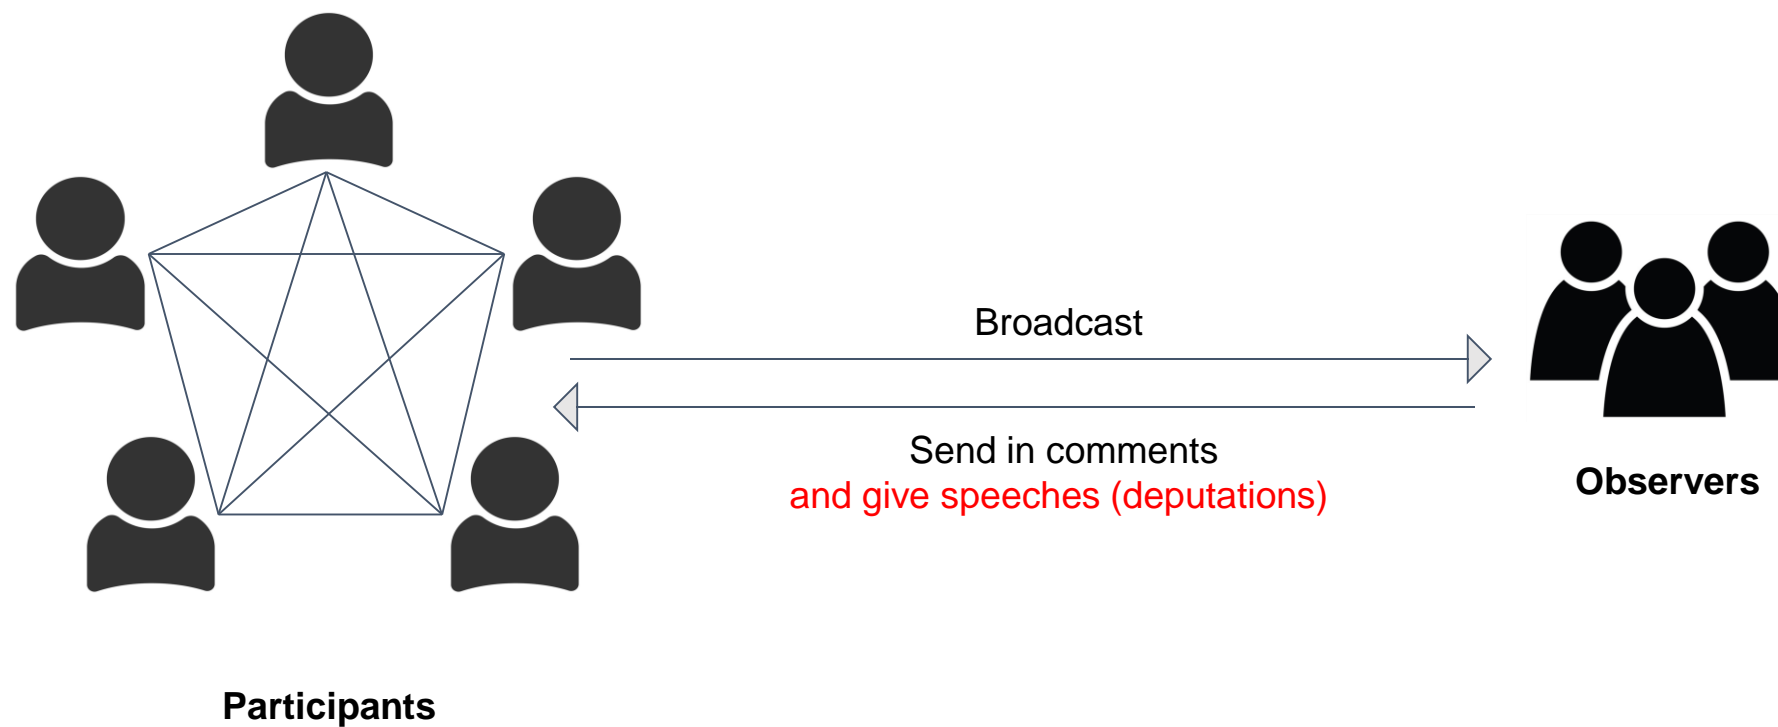 Broadcast
Send in comments
and give speeches (deputations)
Observers
Participants